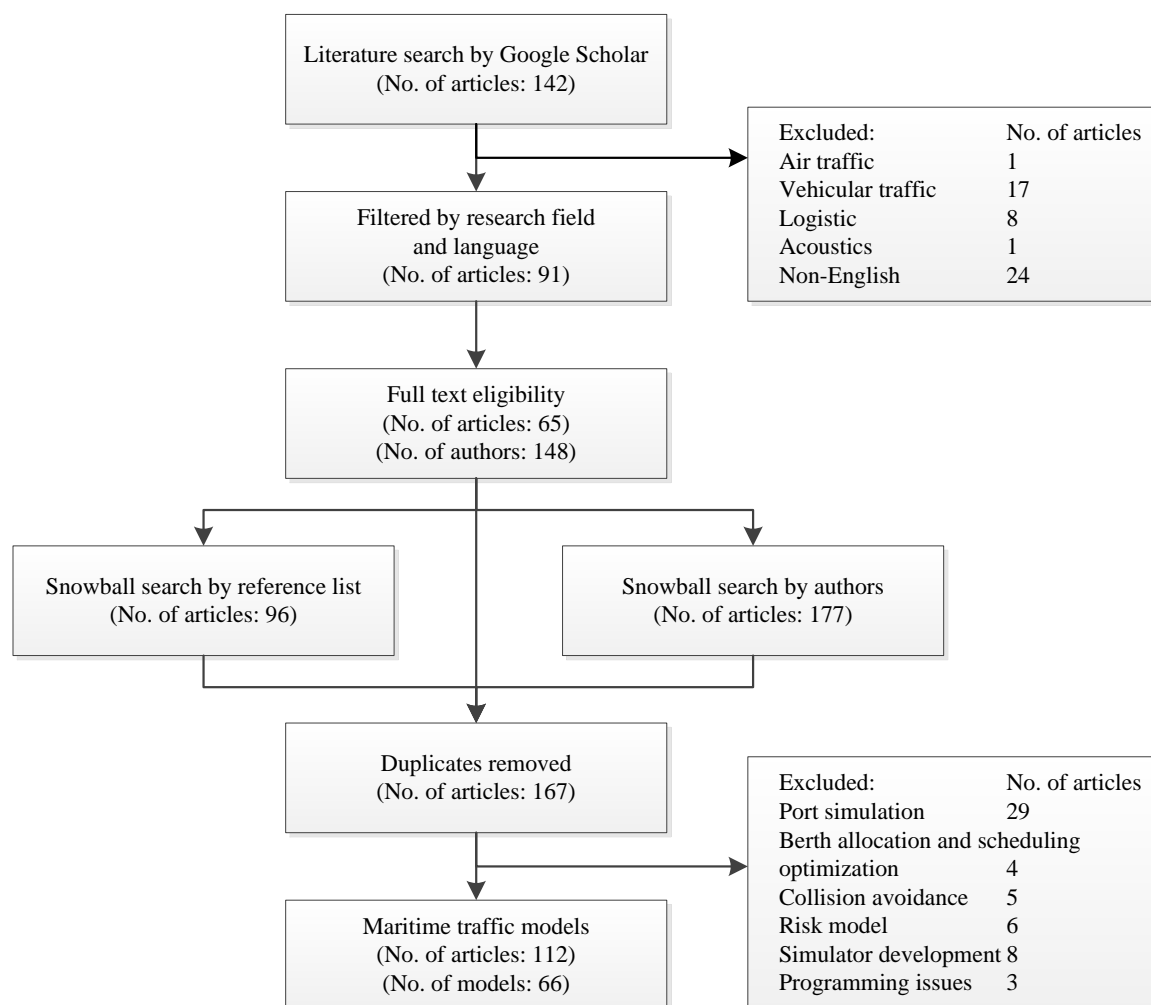 Literature search by Google Scholar
(No. of articles: 142)
Excluded: No. of articles
Air traffic 1
Vehicular traffic 17
Logistic 8
Acoustics 1
Non-English 24
Filtered by research field
and language
(No. of articles: 91)
Full text eligibility
(No. of articles: 65)
(No. of authors: 148)
Snowball search by reference list
(No. of articles: 96)
Snowball search by authors
(No. of articles: 177)
Duplicates removed
(No. of articles: 167)
Excluded: No. of articles
Port simulation 29
Berth allocation and scheduling
optimization 4
Collision avoidance 5
Risk model 6
Simulator development 8
Programming issues 3
Maritime traffic models
(No. of articles: 112)
(No. of models: 66)